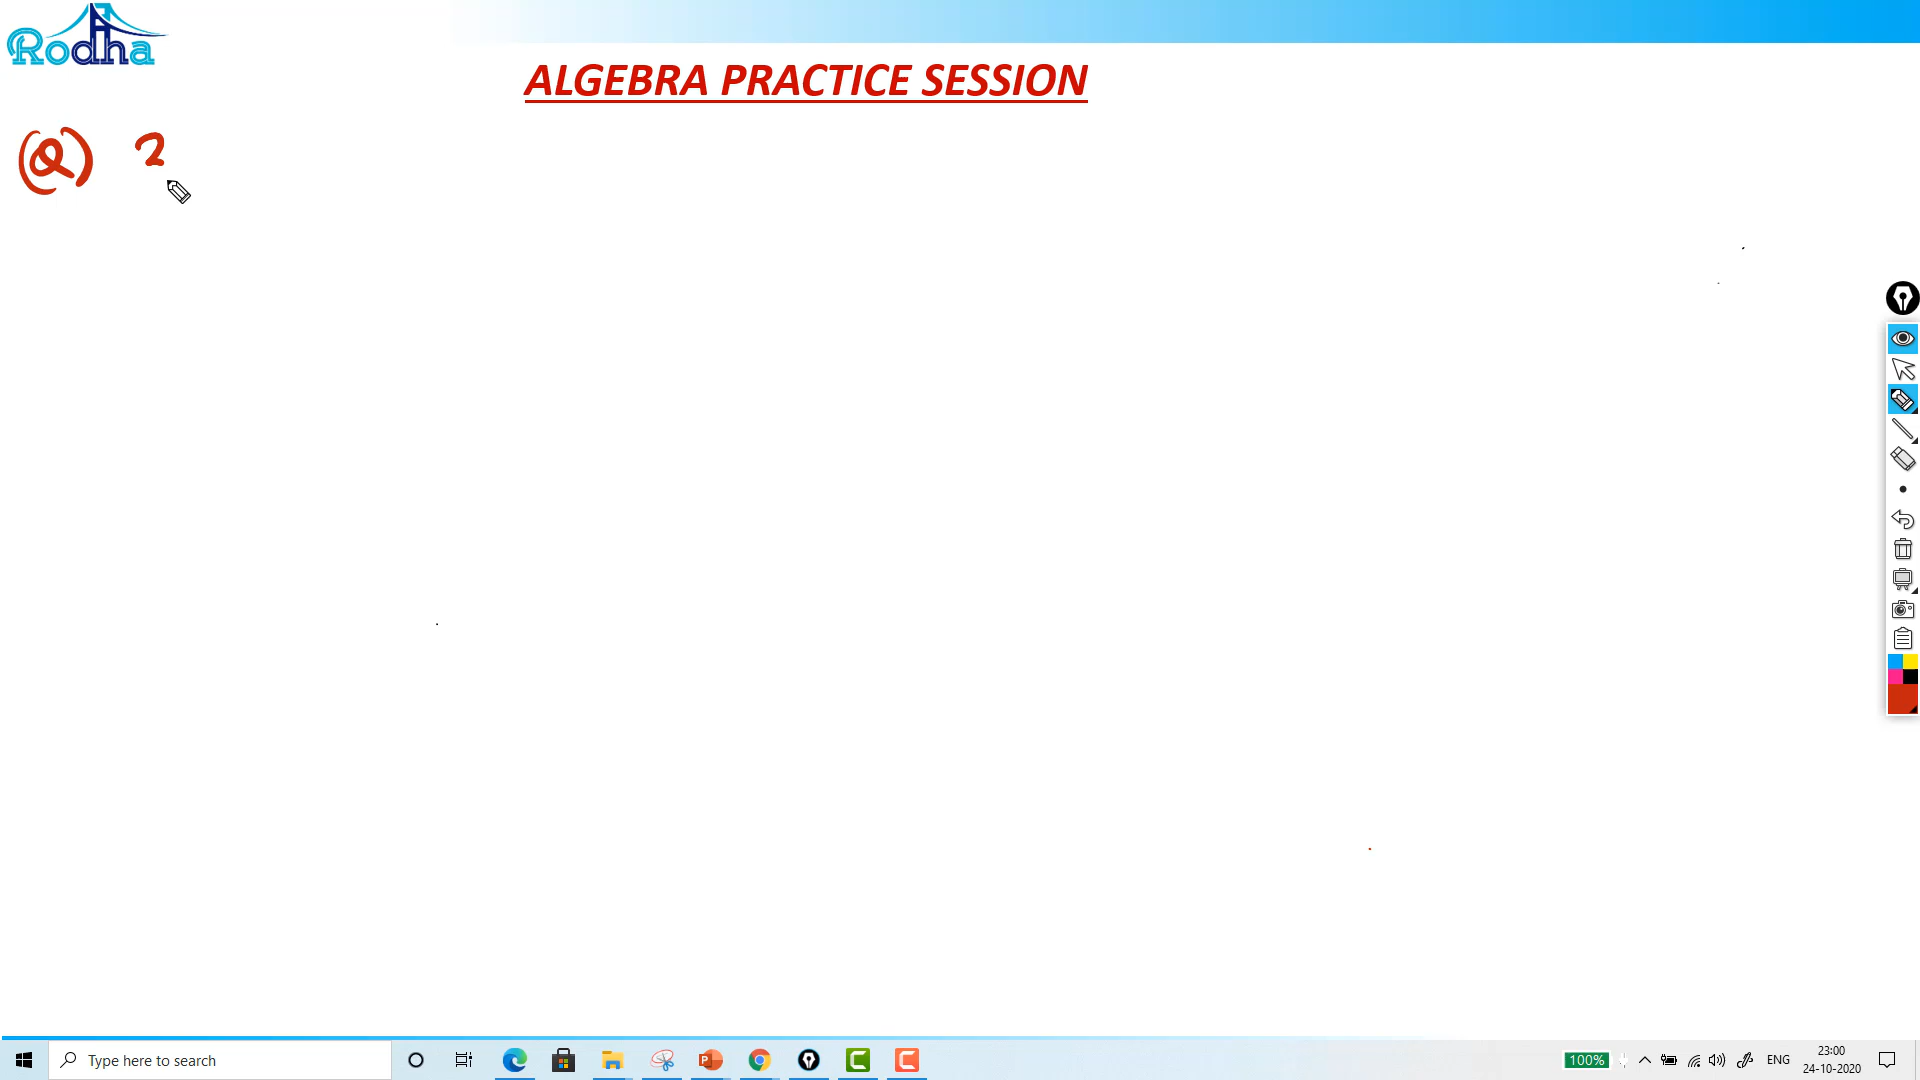 Rodha
ALGEBRA PRACTICE SESSION
(Q) 2
Type here to search
100%
ENG
23:00
24-10-2020